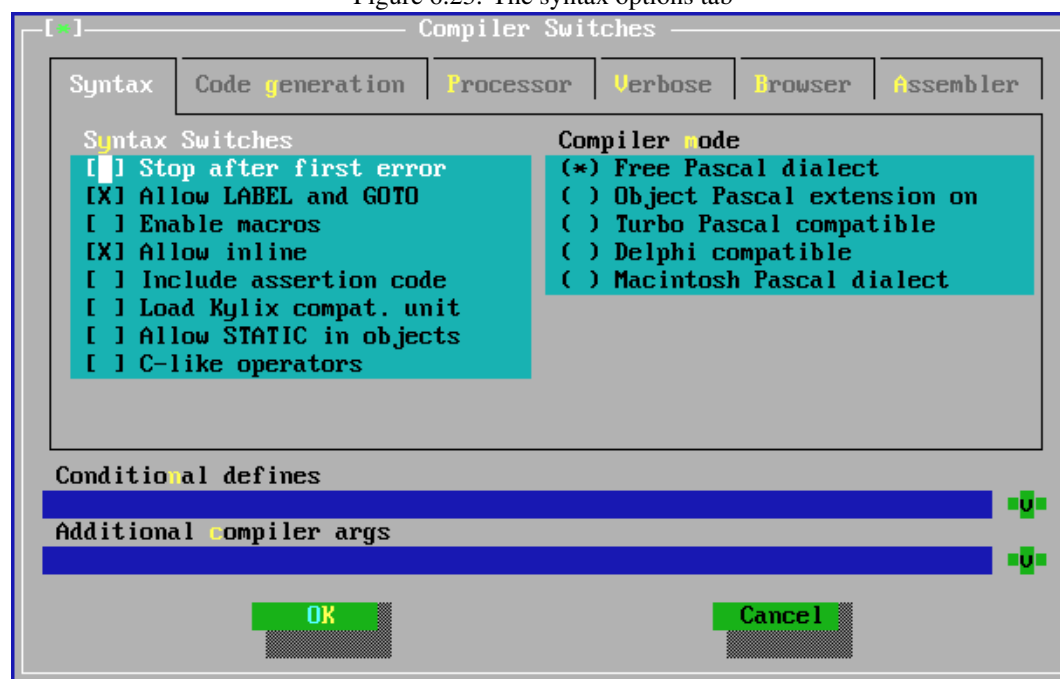 Figure 6.23: The syntax options tab
[*] Compiler Switches
Syntax Code generation Processor Verbose Browser Assembler
Syntax Switches
[ ] Stop after first error
[X] Allow LABEL and GOTO
[ ] Enable macros
[X] Allow inline
[ ] Include assertion code
[ ] Load Kylix compat. unit
[ ] Allow STATIC in objects
[ ] C-like operators
Compiler mode
(*) Free Pascal dialect
( ) Object Pascal extension on
( ) Turbo Pascal compatible
( ) Delphi compatible
( ) Macintosh Pascal dialect
Conditional defines
Additional compiler args
OK Cancel